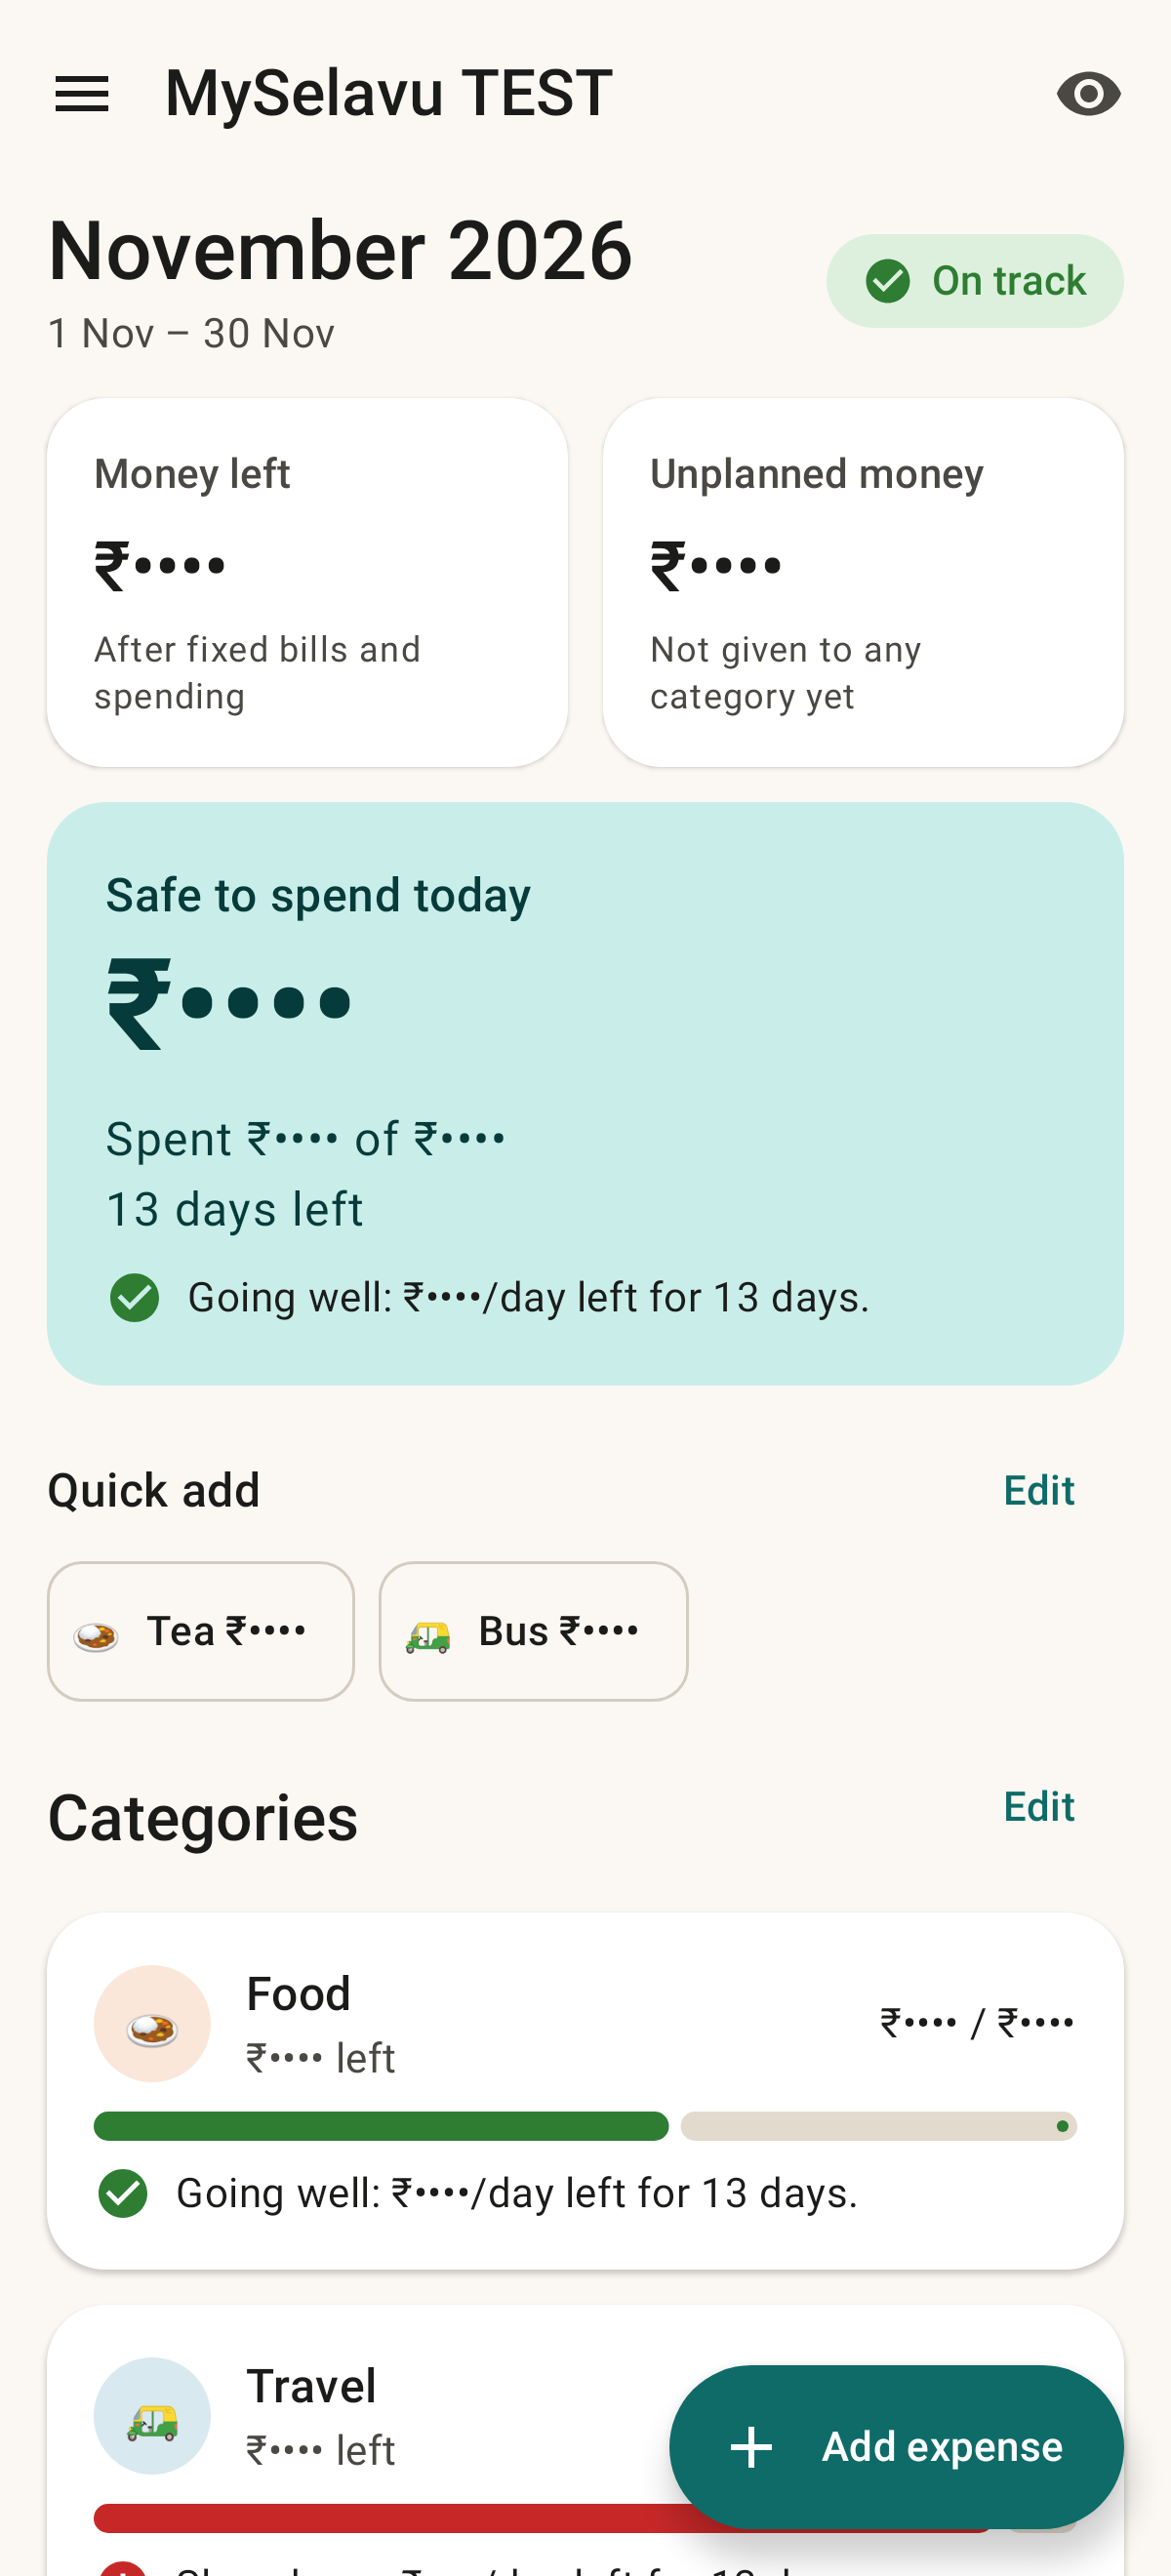 MySelavu TEST
November 2026
1 Nov – 30 Nov
On track
Money left
₹••••
After fixed bills and
spending
Unplanned money
₹••••
Not given to any
category yet
Safe to spend today
₹••••
Spent ₹•••• of ₹••••
13 days left
Going well: ₹••••/day left for 13 days.
Quick add
Edit
Tea ₹••••
Bus ₹••••
Categories
Edit
Food
₹•••• left
₹•••• / ₹••••
Going well: ₹••••/day left for 13 days.
Travel
₹•••• left
Add expense